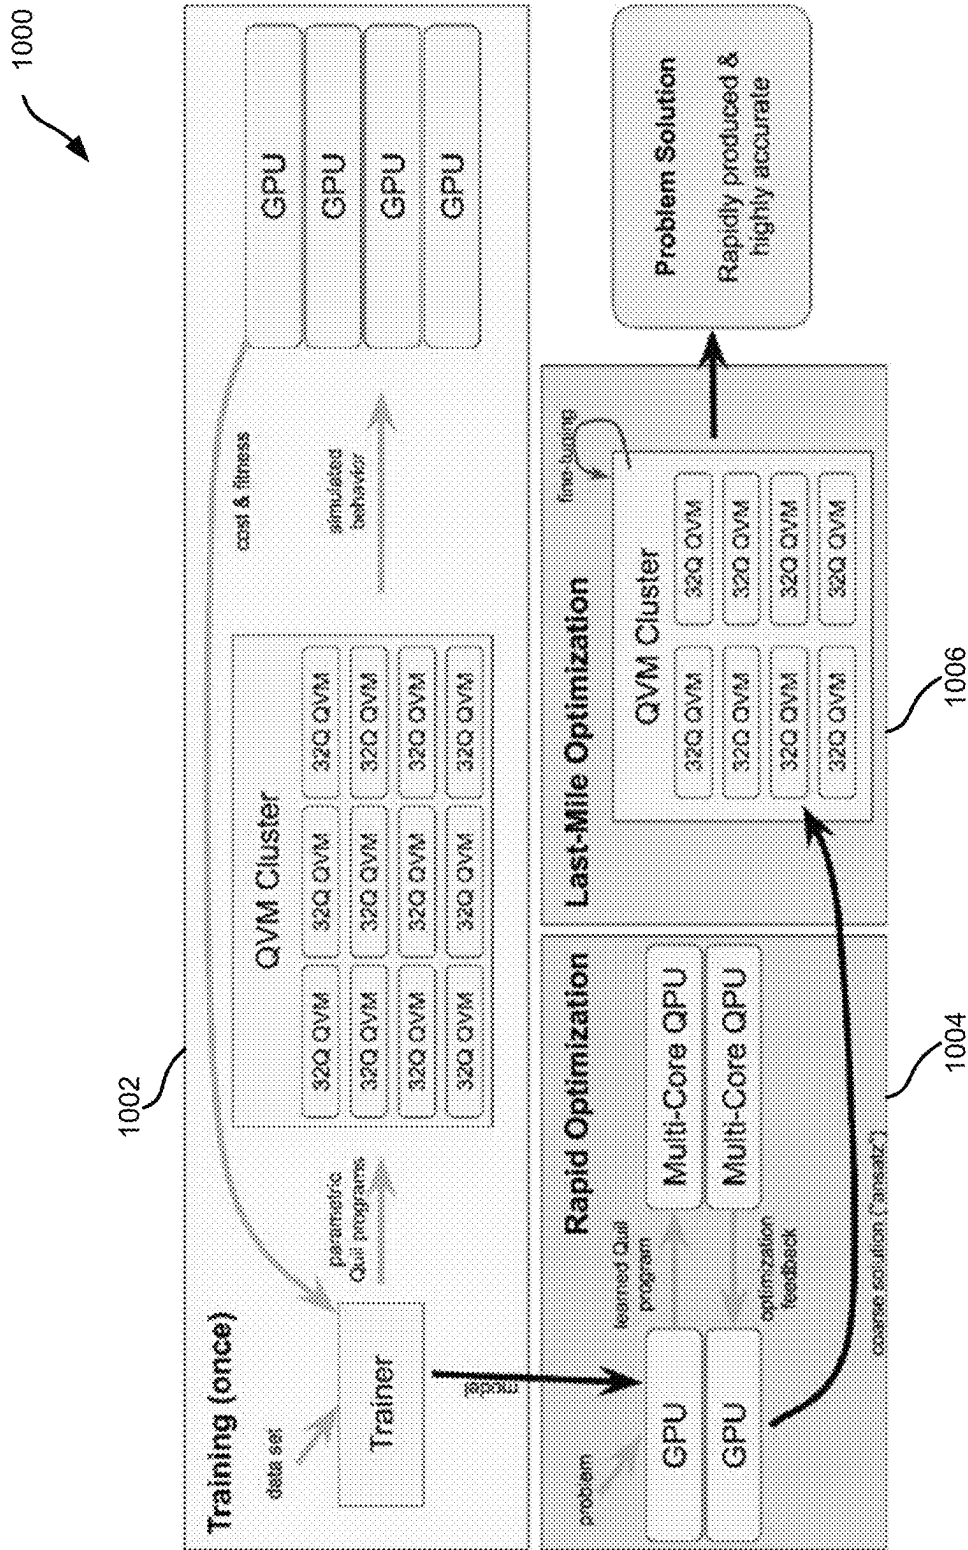 1000
1002
Training (once)
data set
Trainer
parametric
Quil programs
QVM Cluster
32Q QVM
32Q QVM
32Q QVM
32Q QVM
32Q QVM
32Q QVM
32Q QVM
32Q QVM
32Q QVM
32Q QVM
32Q QVM
32Q QVM
cost & fitness
simulated
behavior
GPU
GPU
GPU
GPU
model
Rapid Optimization
problem
GPU
GPU
learned Quil
program
optimization
feedback
Multi-Core QPU
Multi-Core QPU
coarse solution ("ansatz")
1004
Last-Mile Optimization
fine-tuning
QVM Cluster
32Q QVM
32Q QVM
32Q QVM
32Q QVM
32Q QVM
32Q QVM
32Q QVM
32Q QVM
1006
Problem Solution
Rapidly produced &
highly accurate